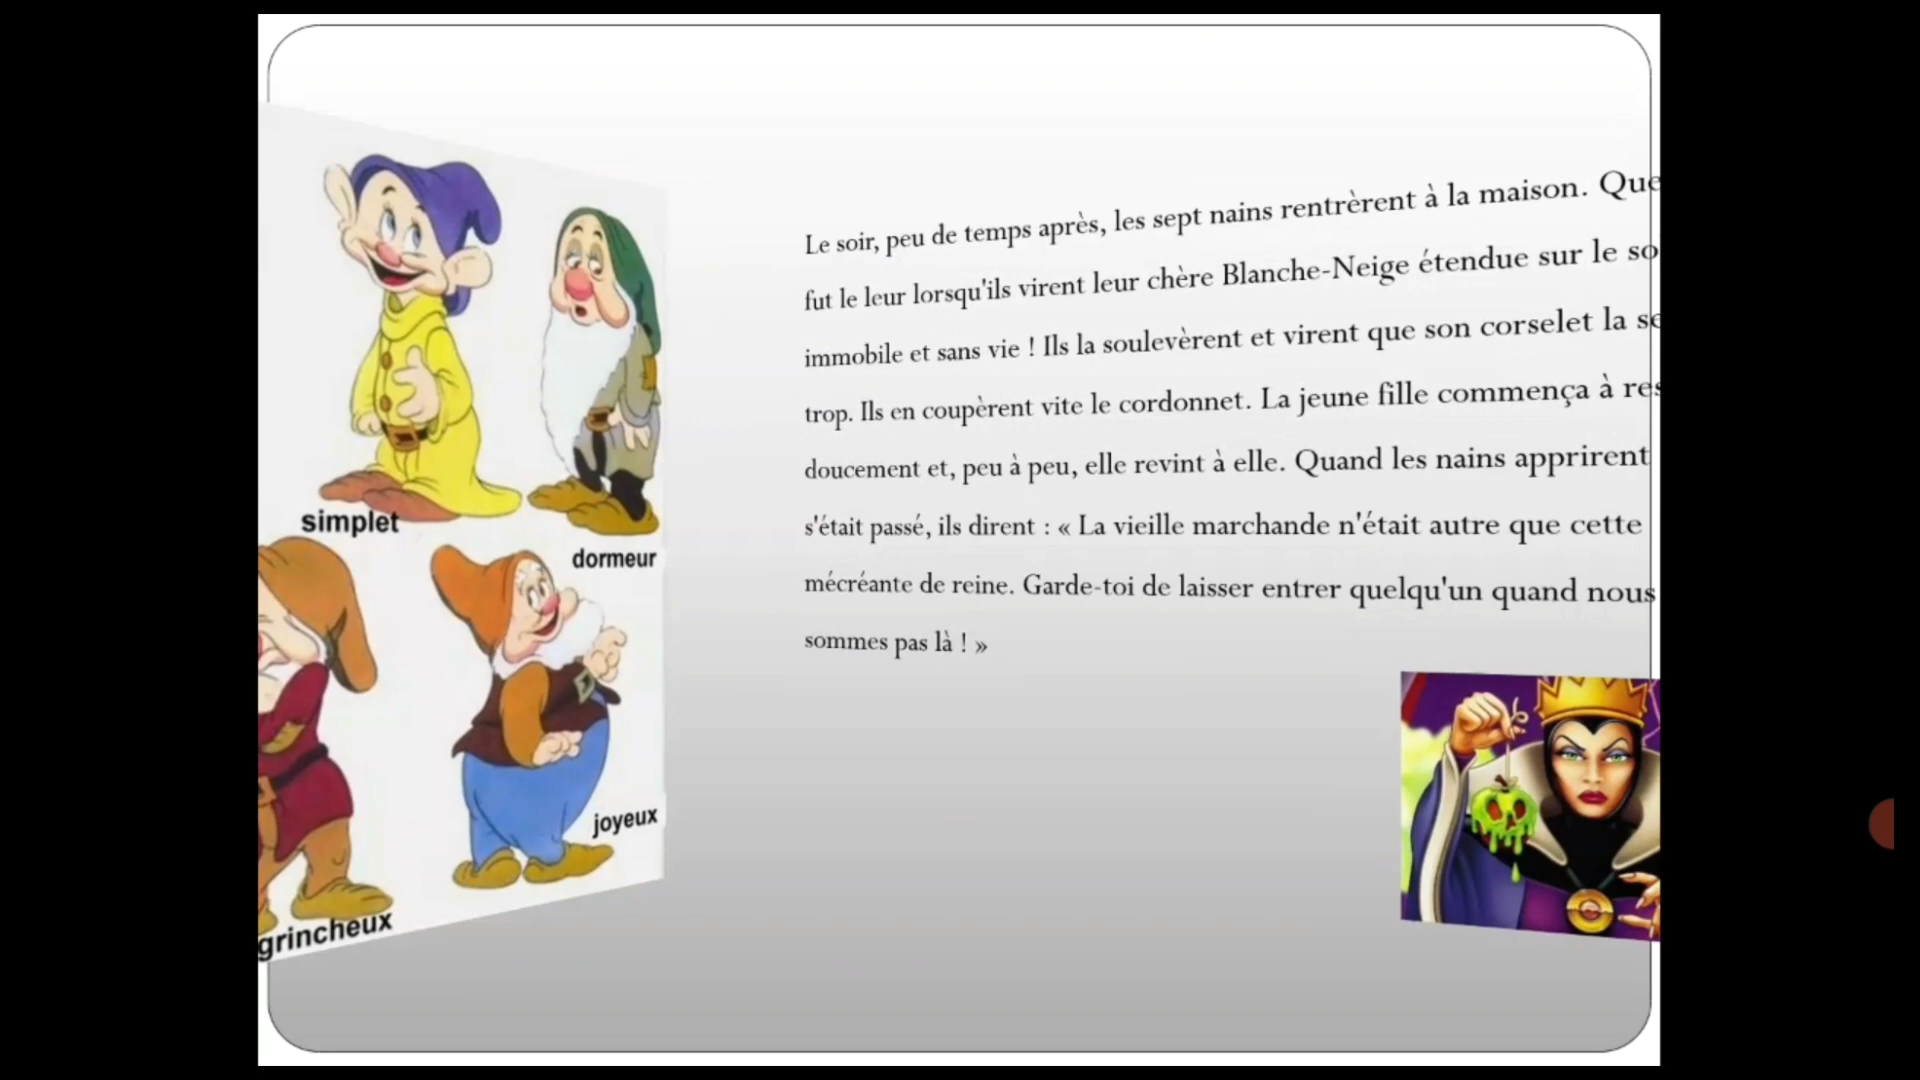 simplet
dormeur
grincheux
joyeux
Le soir, peu de temps après, les sept nains rentrèrent à la maison.
fut le leur lorsqu'ils virent leur chère Blanche-Neige étendue sur le
immobile et sans vie ! Ils la soulevèrent et virent que son corselet la
trop. Ils en coupèrent vite le cordonnet. La jeune fille commença à
doucement et, peu à peu, elle revint à elle. Quand les nains apprirent
s'était passé, ils dirent : « La vieille marchande n'était autre que cette
mécréante de reine. Garde-toi de laisser entrer quelqu'un quand nous
sommes pas là ! »